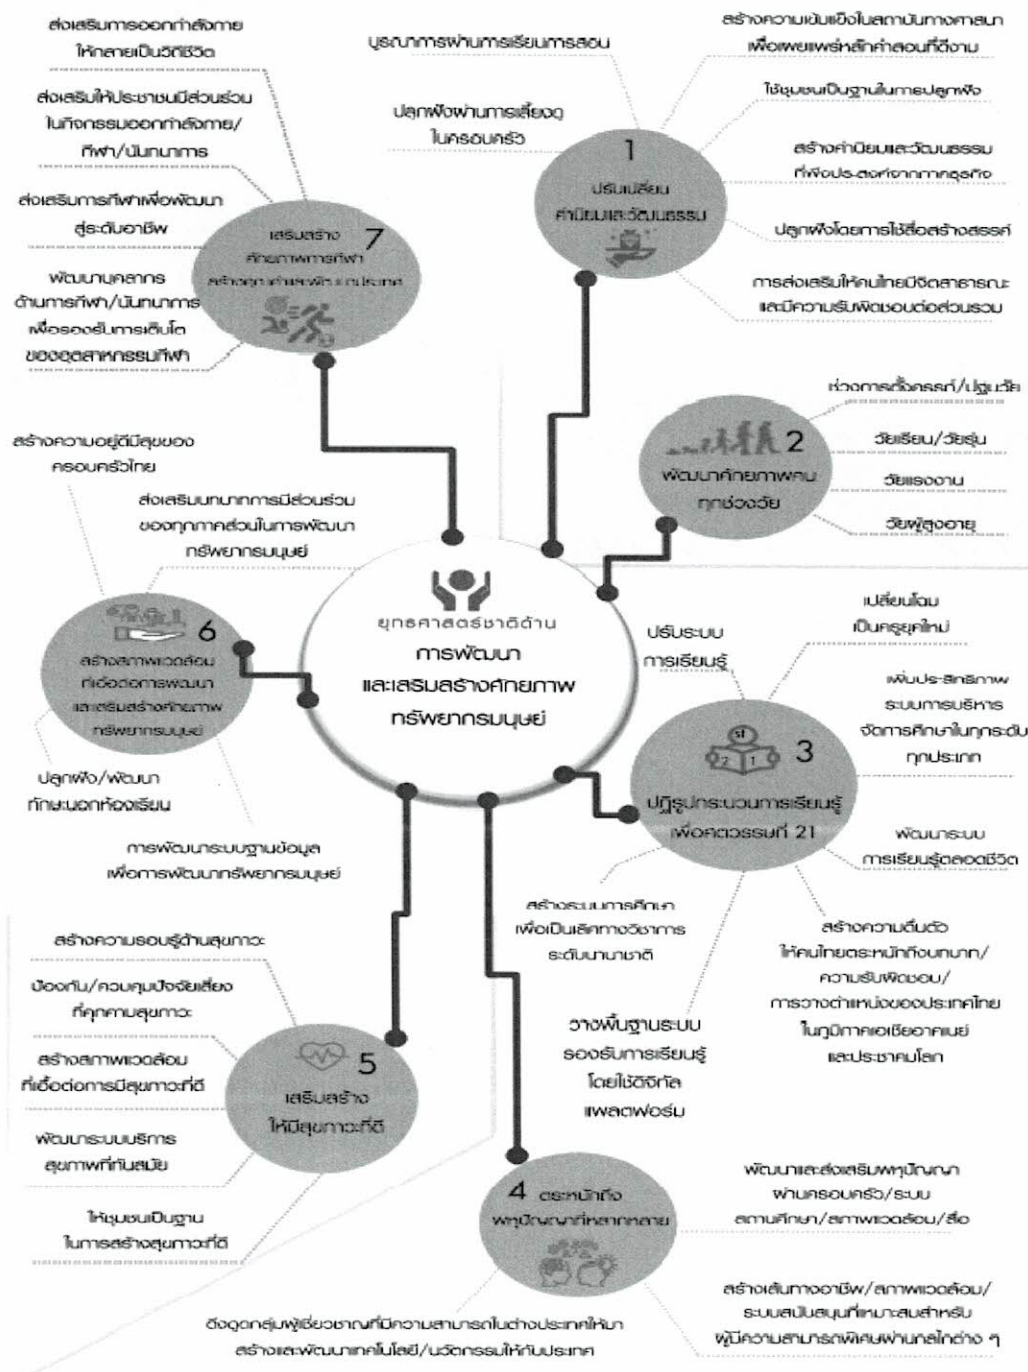 ยุทธศาสตร์ชาติด้าน
การพัฒนา
และเสริมสร้างศักยภาพ
ทรัพยากรมนุษย์
1
ปรับเปลี่ยน
ค่านิยมและวัฒนธรรม
ปลูกฝังผ่านการเลี้ยงดู
ในครอบครัว
บูรณาการผ่านการเรียนการสอน
สร้างความเข้มแข็งในสถาบันทางศาสนา
เพื่อเผยแพร่หลักคำสอนที่ดีงาม
ใช้ชุมชนเป็นฐานในการปลูกฝัง
สร้างค่านิยมและวัฒนธรรม
ที่พึงประสงค์จากภาคธุรกิจ
ปลูกฝังโดยการใช้สื่อสร้างสรรค์
การส่งเสริมให้คนไทยมีจิตสาธารณะ
และมีความรับผิดชอบต่อส่วนรวม
2
พัฒนาศักยภาพคน
ทุกช่วงวัย
ช่วงการตั้งครรภ์/ปฐมวัย
วัยเรียน/วัยรุ่น
วัยแรงงาน
วัยผู้สูงอายุ
3
21
ปฏิรูปกระบวนการเรียนรู้
เพื่อศตวรรษที่ 21
ปรับระบบ
การเรียนรู้
เปลี่ยนโฉม
เป็นครูยุคใหม่
เพิ่มประสิทธิภาพ
ระบบการบริหาร
จัดการศึกษาในทุกระดับ
ทุกประเภท
พัฒนาระบบ
การเรียนรู้ตลอดชีวิต
สร้างความตื่นตัว
ให้คนไทยตระหนักถึงบทบาท/
ความรับผิดชอบ/
การวางตำแหน่งของประเทศไทย
ในภูมิภาคเอเชียอาคเนย์
และประชาคมโลก
วางพื้นฐานระบบ
รองรับการเรียนรู้
โดยใช้ดิจิทัล
แพลตฟอร์ม
สร้างระบบการศึกษา
เพื่อเป็นเลิศทางวิชาการ
ระดับนานาชาติ
4 ตระหนักถึง
พหุปัญญาที่หลากหลาย
พัฒนาและส่งเสริมพหุปัญญา
ผ่านครอบครัว/ระบบ
สถานศึกษา/สภาพแวดล้อม/สื่อ
สร้างเส้นทางอาชีพ/สภาพแวดล้อม/
ระบบสนับสนุนที่เหมาะสมสำหรับ
ผู้มีความสามารถพิเศษผ่านกลไกต่าง ๆ
ดึงดูดกลุ่มผู้เชี่ยวชาญที่มีความสามารถในต่างประเทศให้มา
สร้างและพัฒนาเทคโนโลยี/นวัตกรรมให้กับประเทศ
5
เสริมสร้าง
ให้มีสุขภาวะที่ดี
สร้างความรอบรู้ด้านสุขภาวะ
ป้องกัน/ควบคุมปัจจัยเสี่ยง
ที่คุกคามสุขภาวะ
สร้างสภาพแวดล้อม
ที่เอื้อต่อการมีสุขภาวะที่ดี
พัฒนาระบบบริการ
สุขภาพที่ทันสมัย
ให้ชุมชนเป็นฐาน
ในการสร้างสุขภาวะที่ดี
6
สร้างสภาพแวดล้อม
ที่เอื้อต่อการพัฒนา
และเสริมสร้างศักยภาพ
ทรัพยากรมนุษย์
สร้างความอยู่ดีมีสุขของ
ครอบครัวไทย
ส่งเสริมบทบาทการมีส่วนร่วม
ของทุกภาคส่วนในการพัฒนา
ทรัพยากรมนุษย์
ปลูกฝัง/พัฒนา
ทักษะนอกห้องเรียน
การพัฒนาระบบฐานข้อมูล
เพื่อการพัฒนาทรัพยากรมนุษย์
7
เสริมสร้าง
ศักยภาพการกีฬา
สร้างคุณค่าและพัฒนาประเทศ
ส่งเสริมการออกกำลังกาย
ให้กลายเป็นวิถีชีวิต
ส่งเสริมให้ประชาชนมีส่วนร่วม
ในกิจกรรมออกกำลังกาย/
กีฬา/นันทนาการ
ส่งเสริมการกีฬาเพื่อพัฒนา
สู่ระดับอาชีพ
พัฒนาบุคลากร
ด้านการกีฬา/นันทนาการ
เพื่อรองรับการเติบโต
ของอุตสาหกรรมกีฬา